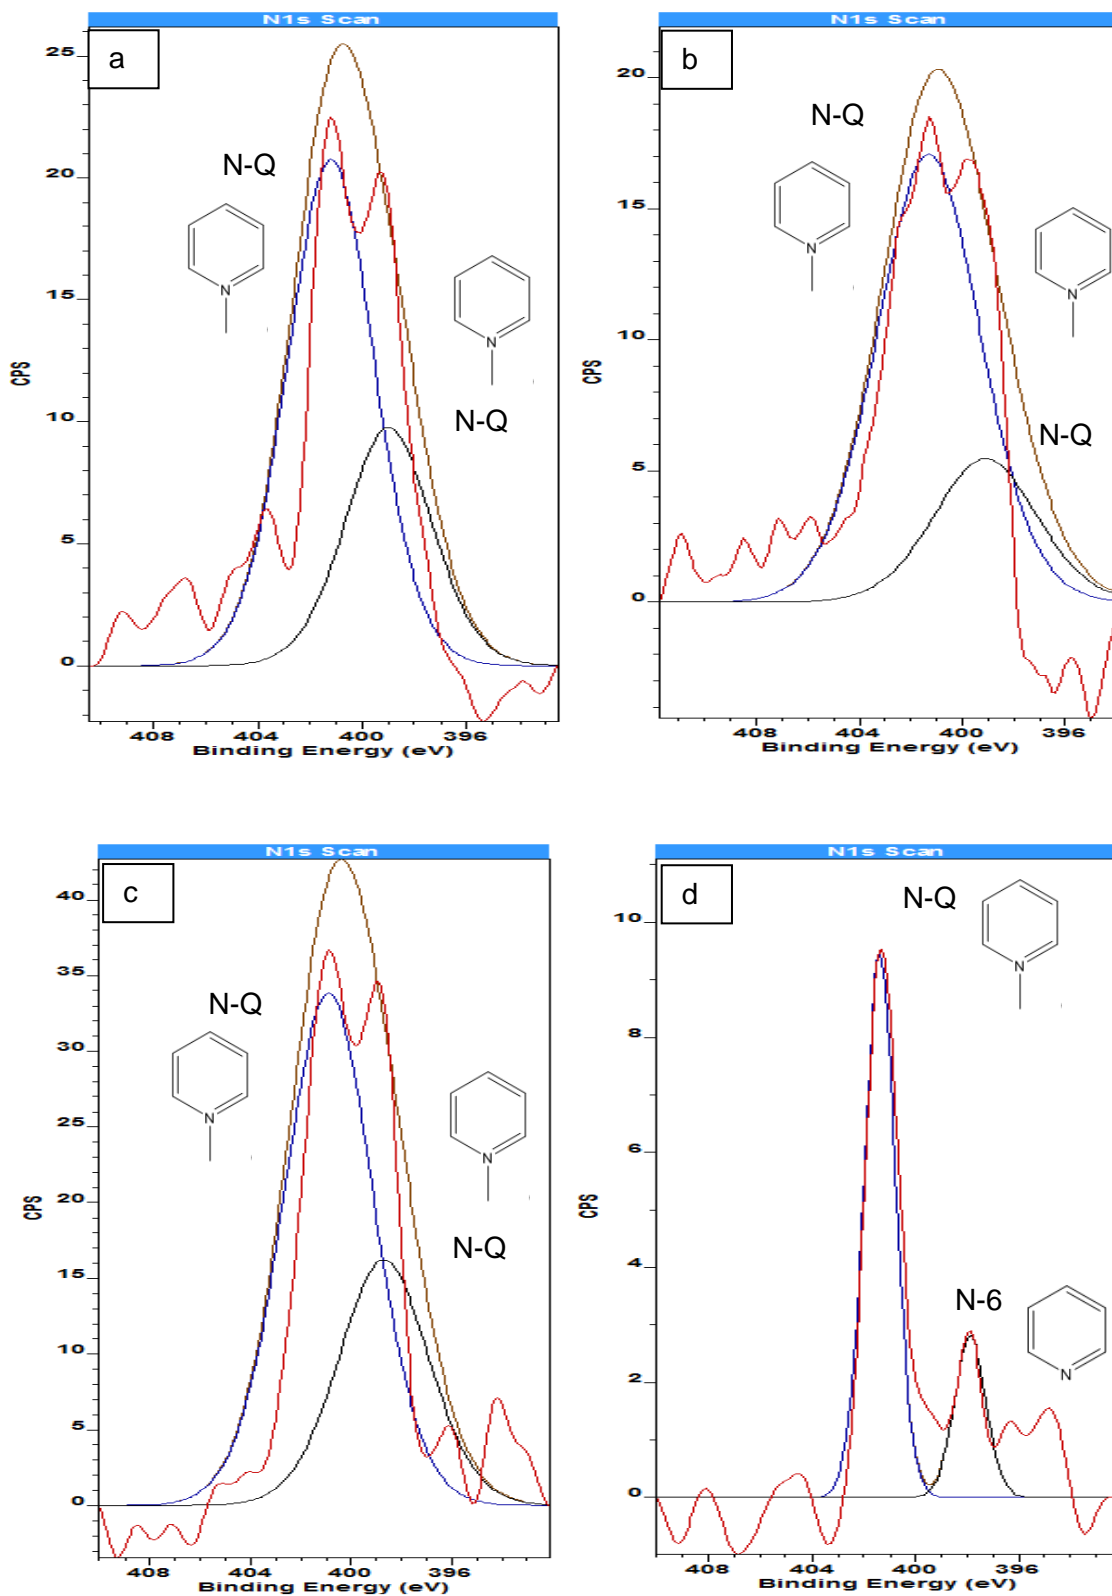 N1s Scan
a
25
20
15
10
5
0
CPS
N-Q
N
N
N-Q
408
404
400
396
Binding Energy (eV)
N1s Scan
b
20
15
10
5
0
CPS
N-Q
N
N
N-Q
408
404
400
396
Binding Energy (eV)
N1s Scan
c
40
35
30
25
20
15
10
5
0
CPS
N-Q
N
N
N-Q
408
404
400
396
Binding Energy (eV)
N1s Scan
d
10
8
6
4
2
0
CPS
N-Q
N
N-6
N
408
404
400
396
Binding Energy (eV)